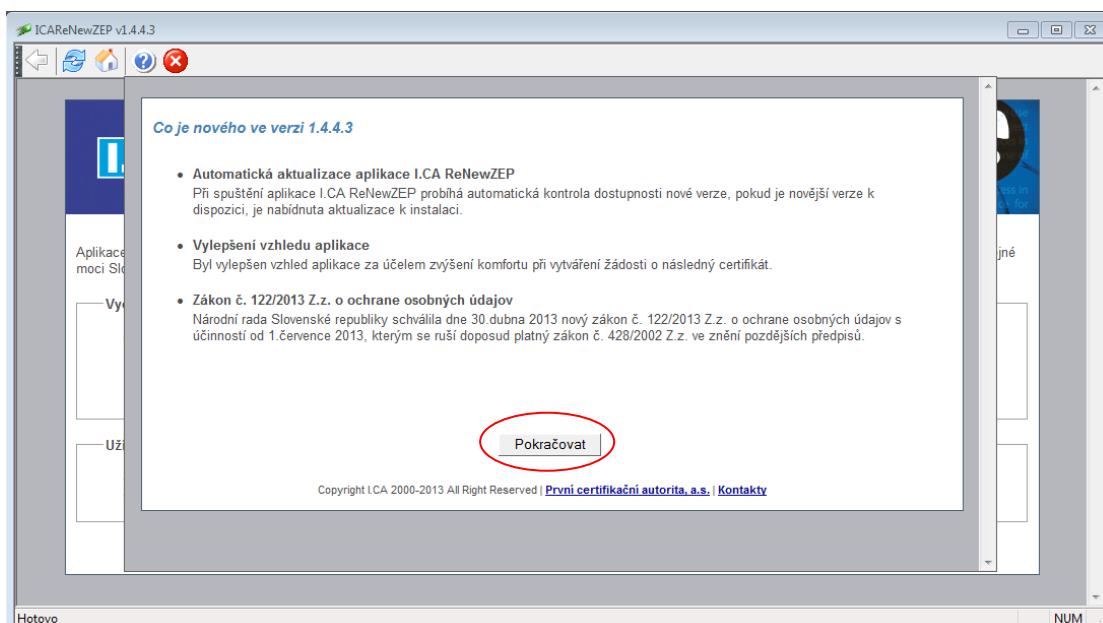 ICAReNewZEP v1.4.4.3
I.
Co je nového ve verzi 1.4.4.3
Automatická aktualizace aplikace I.CA ReNewZEP
Při spuštění aplikace I.CA ReNewZEP probíhá automatická kontrola dostupnosti nové verze, pokud je novější verze k
dispozici, je nabídnuta aktualizace k instalaci.
Vylepšení vzhledu aplikace
Byl vylepšen vzhled aplikace za účelem zvýšení komfortu při vytváření žádosti o následný certifikát.
Zákon č. 122/2013 Z.z. o ochrane osobných údajov
Národní rada Slovenské republiky schválila dne 30.dubna 2013 nový zákon č. 122/2013 Z.z. o ochrane osobných údajov s
účinností od 1.července 2013, kterým se ruší doposud platný zákon č. 428/2002 Z.z. ve znění pozdějších předpisů.
Pokračovat
Copyright I.CA 2000-2013 All Right Reserved | První certifikační autorita, a.s. | Kontakty
Aplikace
jné
moci Slo
Uži
Hotovo
NUM